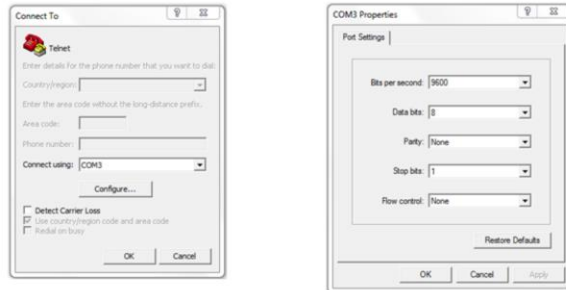 Connect To
Telnet
Enter details for the phone number that you want to dial:
Country/region:
Enter the area code without the long-distance prefix.
Area code:
Phone number:
Connect using: COM3
Configure...
Detect Carrier Loss
Use country/region code and area code
Redial on busy
OK Cancel
COM3 Properties
Port Settings
Bits per second: 9600
Data bits: 8
Parity: None
Stop bits: 1
Flow control: None
Restore Defaults
OK Cancel Apply